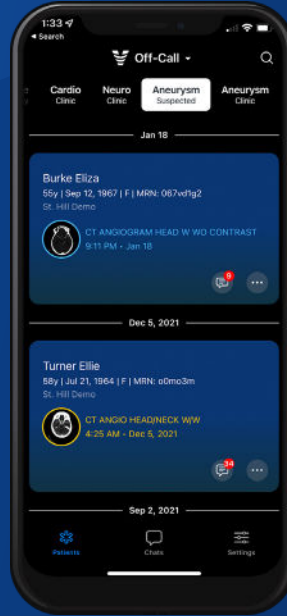 1:33
Search
Off-Call
Cardio Clinic
Neuro Clinic
Aneurysm Suspected
Aneurysm Clinic
Jan 18
Burke Eliza
55y | Sep 12, 1967 | F | MRN: 067vd1g2
St. Hill Demo
CT ANGIOGRAM HEAD W WO CONTRAST
9:11 PM • Jan 18
9
Dec 5, 2021
Turner Ellie
58y | Jul 21, 1964 | F | MRN: o0mo3m
St. Hill Demo
CT ANGIO HEAD/NECK W/W
4:25 AM • Dec 5, 2021
34
Sep 2, 2021
Patients
Chats
Settings